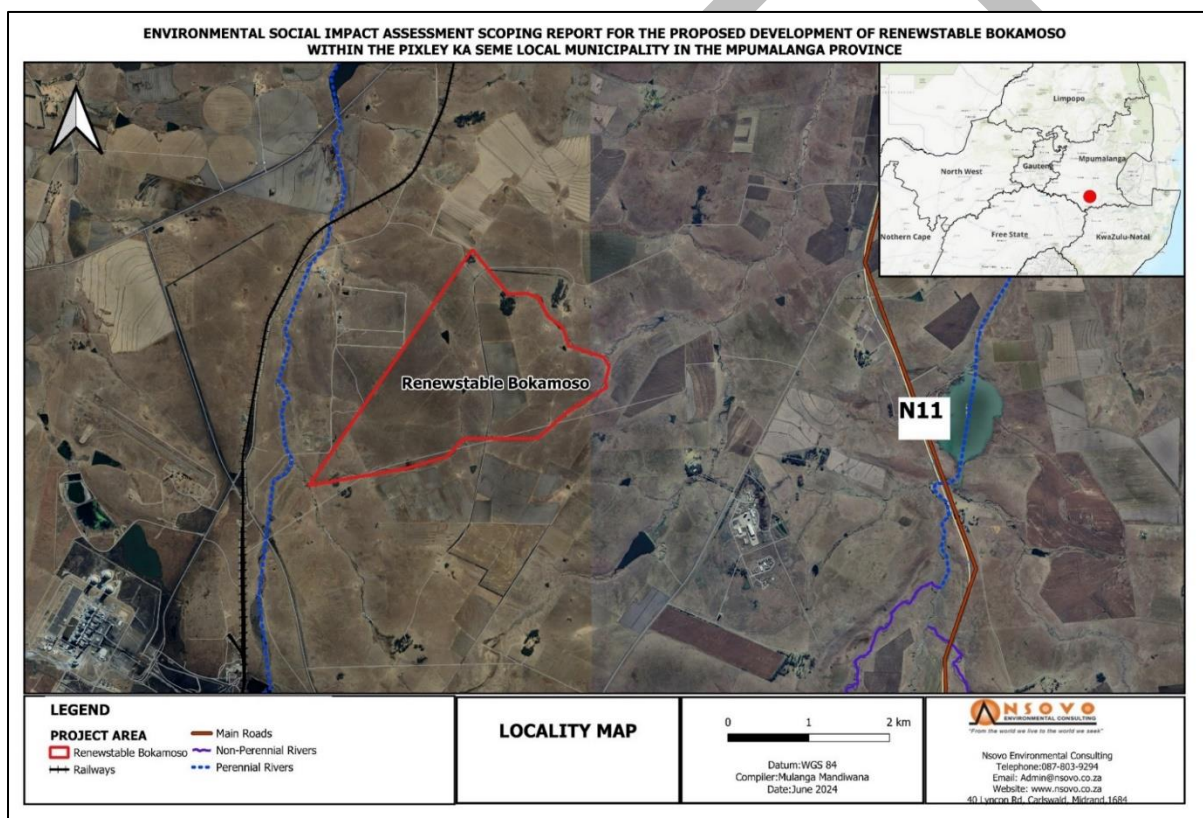 ENVIRONMENTAL SOCIAL IMPACT ASSESSMENT SCOPING REPORT FOR THE PROPOSED DEVELOPMENT OF RENEWSTABLE BOKAMOSO
WITHIN THE PIXLEY KA SEME LOCAL MUNICIPALITY IN THE MPUMALANGA PROVINCE
Limpopo
Mpumalanga
Gauteng
North West
Free State
KwaZulu-Natal
Nothern Cape
Renewstable Bokamoso
N11
LEGEND
PROJECT AREA
Renewstable Bokamoso
Railways
Main Roads
Non-Perennial Rivers
Perennial Rivers
LOCALITY MAP
0 1 2 km
Datum:WGS 84
Compiler:Mulanga Mandiwana
Date:June 2024
NSOVO
ENVIRONMENTAL CONSULTING
"From the world we live to the world we seek"
Nsovo Environmental Consulting
Telephone:087-803-9294
Email: Admin@nsovo.co.za
Website: www.nsovo.co.za
40 Lyncon Rd, Carlswald, Midrand,1684